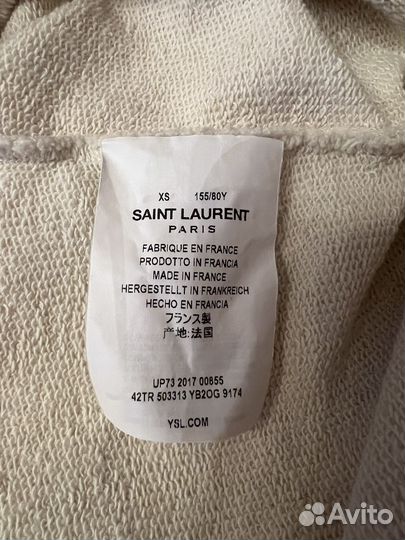 XS 155/80Y
SAINT LAURENT
PARIS
FABRIQUE EN FRANCE
PRODOTTO IN FRANCIA
MADE IN FRANCE
HERGESTELLT IN FRANKREICH
HECHO EN FRANCIA
フランス製
产地:法国
UP73 2017 0085S
42TR 503313 YB2OG 9174
YSL.COM
Avito